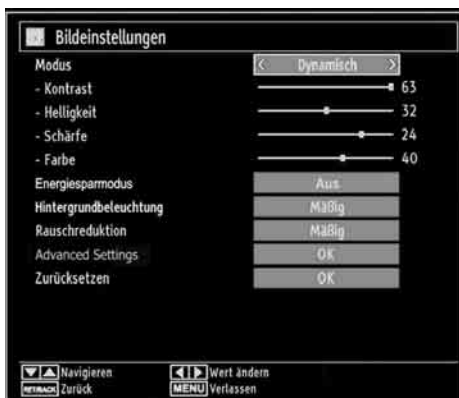 Bildeinstellungen
Modus < Dynamisch >
- Kontrast 63
- Helligkeit 32
- Schärfe 24
- Farbe 40
Energiesparmodus Aus
Hintergrundbeleuchtung Mäßig
Rauschreduktion Mäßig
Advanced Settings OK
Zurücksetzen OK
Navigieren Wert ändern
Zurück MENU Verlassen